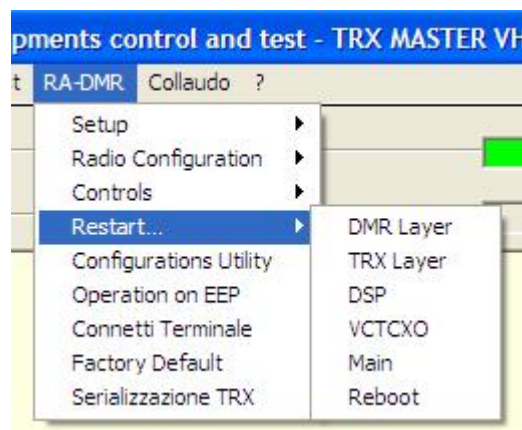 pments control and test - TRX MASTER VH
t RA-DMR Collaudo ?
Setup
Radio Configuration
Controls
Restart...
Configurations Utility
Operation on EEP
Connetti Terminale
Factory Default
Serializzazione TRX
DMR Layer
TRX Layer
DSP
VCTCXO
Main
Reboot